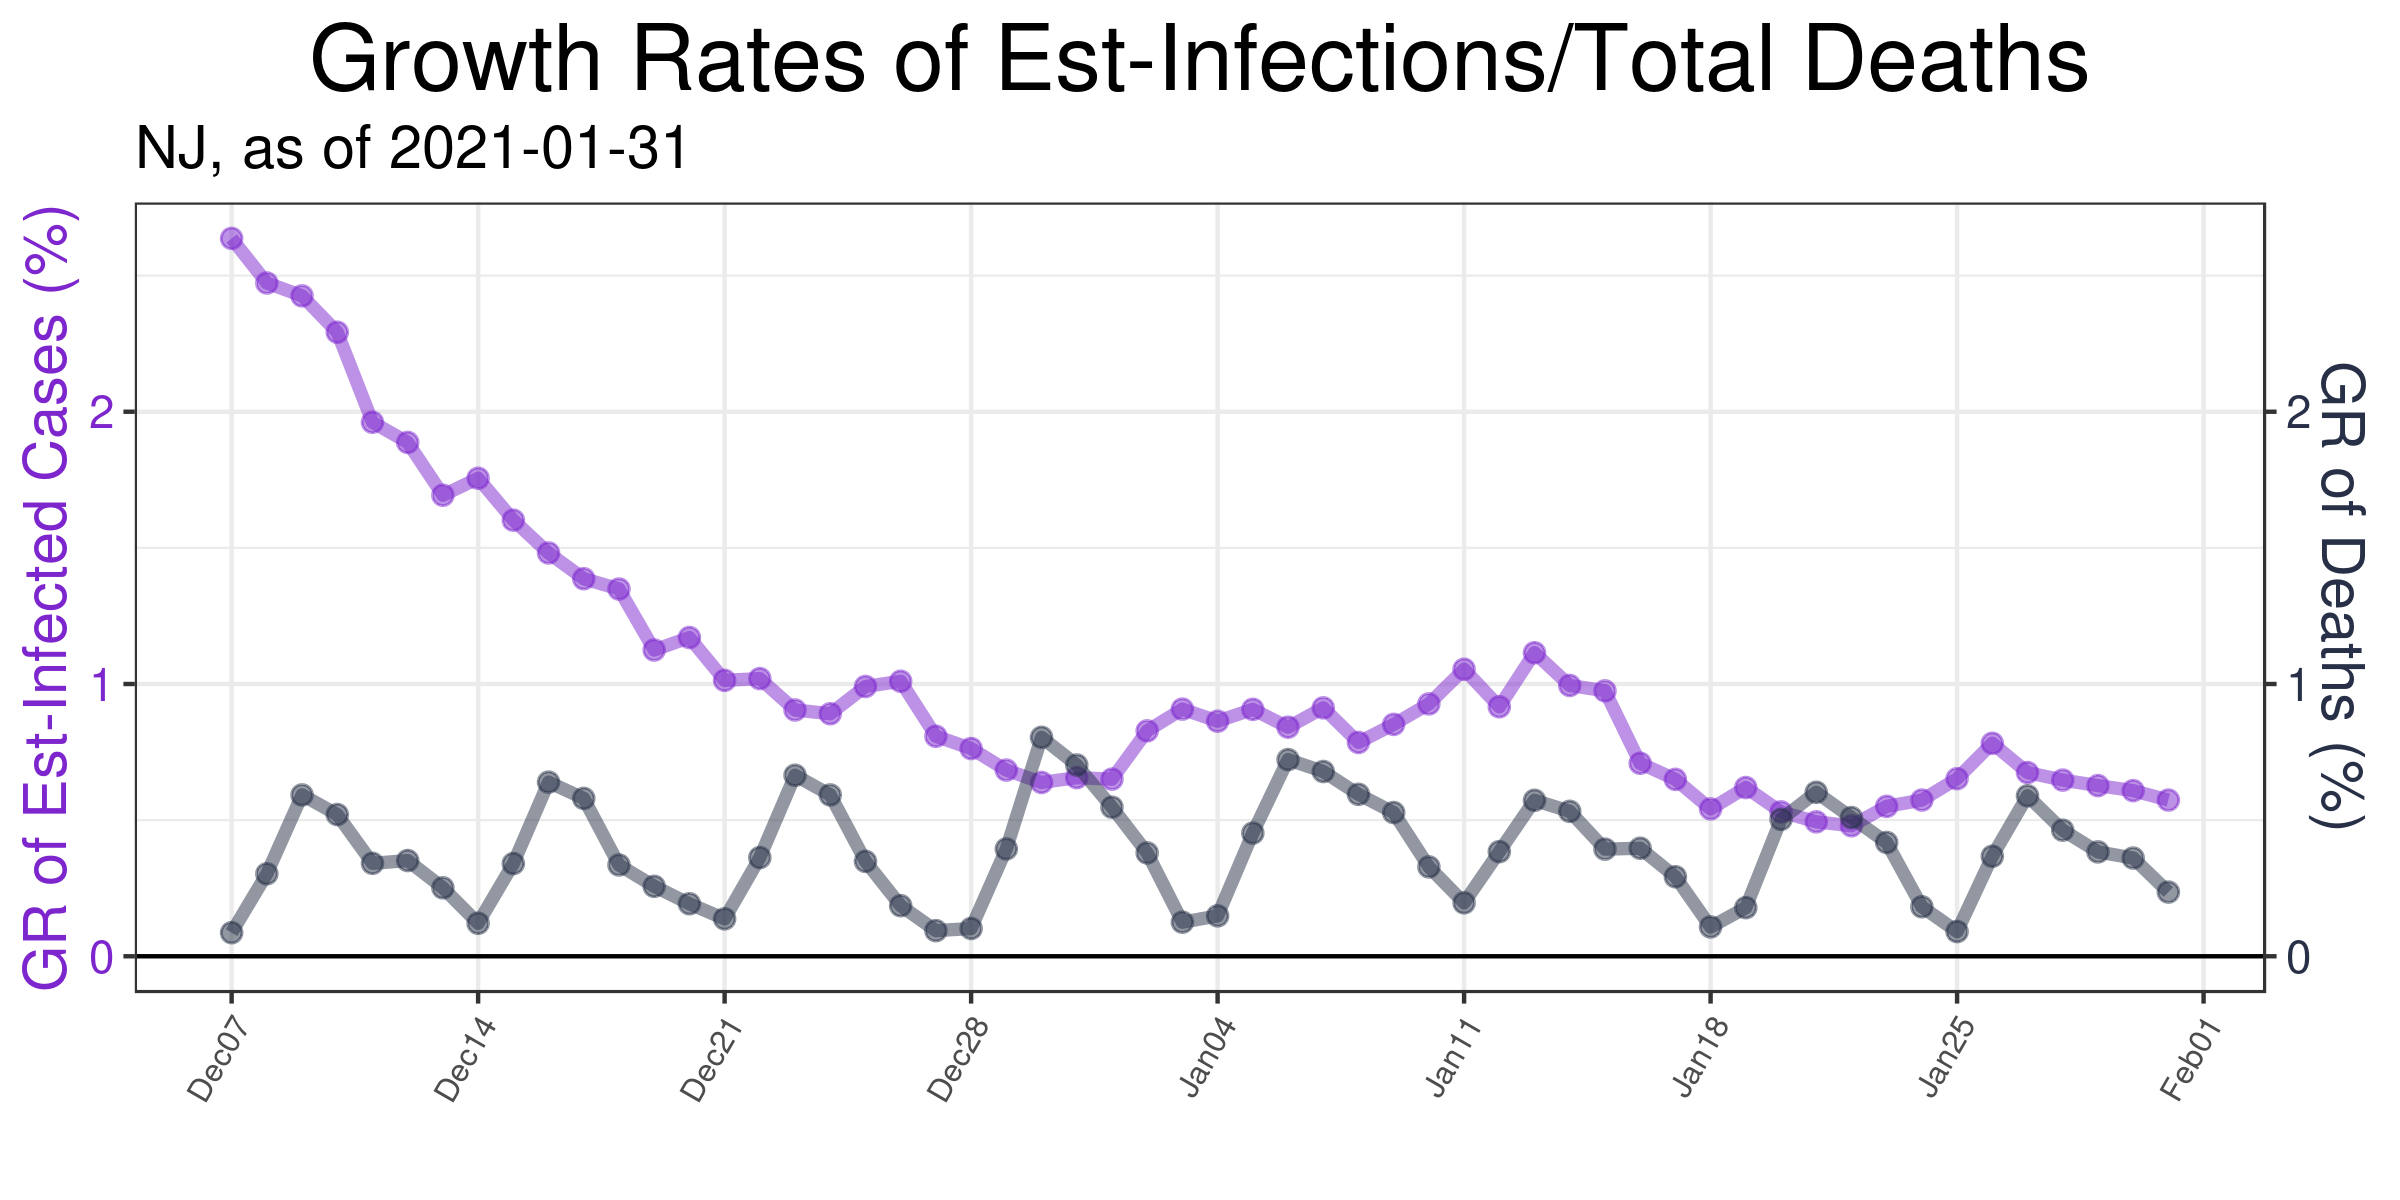 Growth Rates of Est-Infections/Total Deaths
NJ, as of 2021-01-31
GR of Est-Infected Cases (%)
2
1
0
2
1
0
GR of Deaths (%)
Dec07
Dec14
Dec21
Dec28
Jan04
Jan11
Jan18
Jan25
Feb01